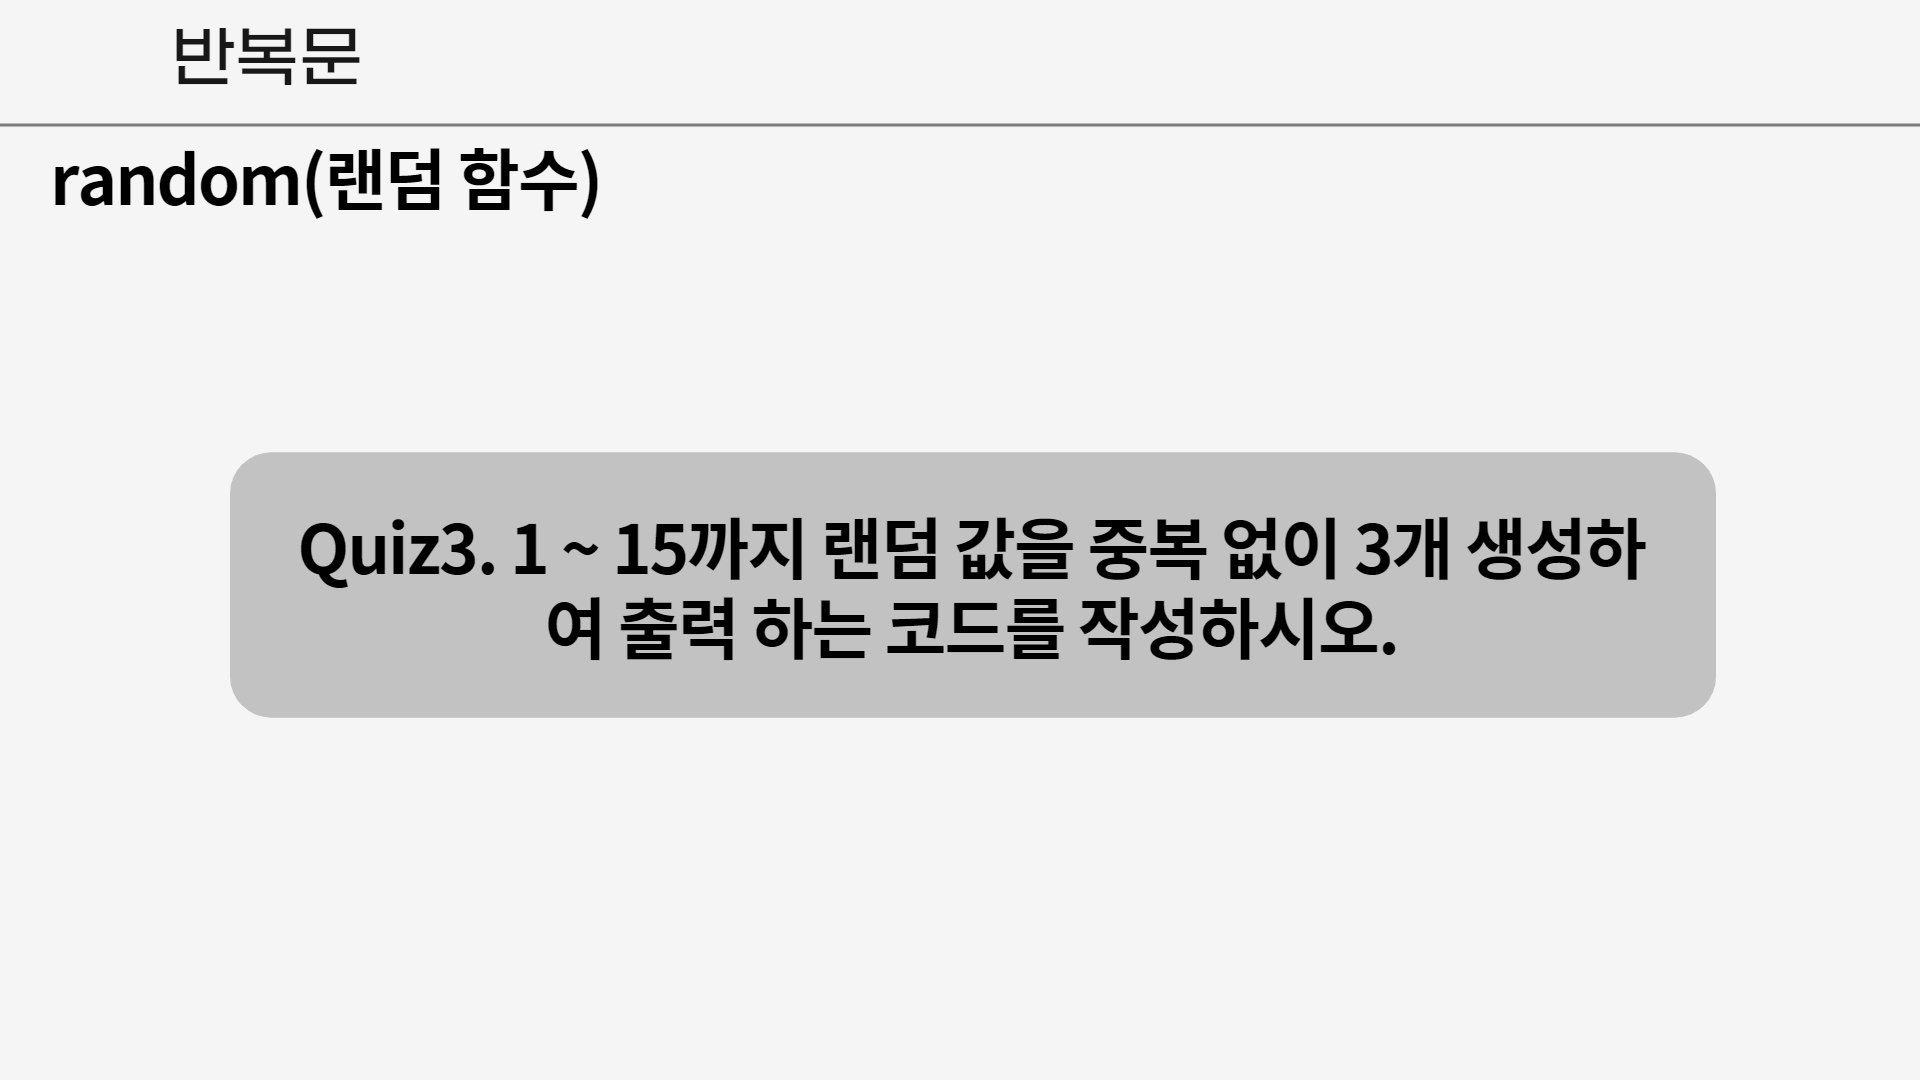 반복문
random(랜덤 함수)
Quiz3. 1 ~ 15까지 랜덤 값을 중복 없이 3개 생성하
여 출력 하는 코드를 작성하시오.